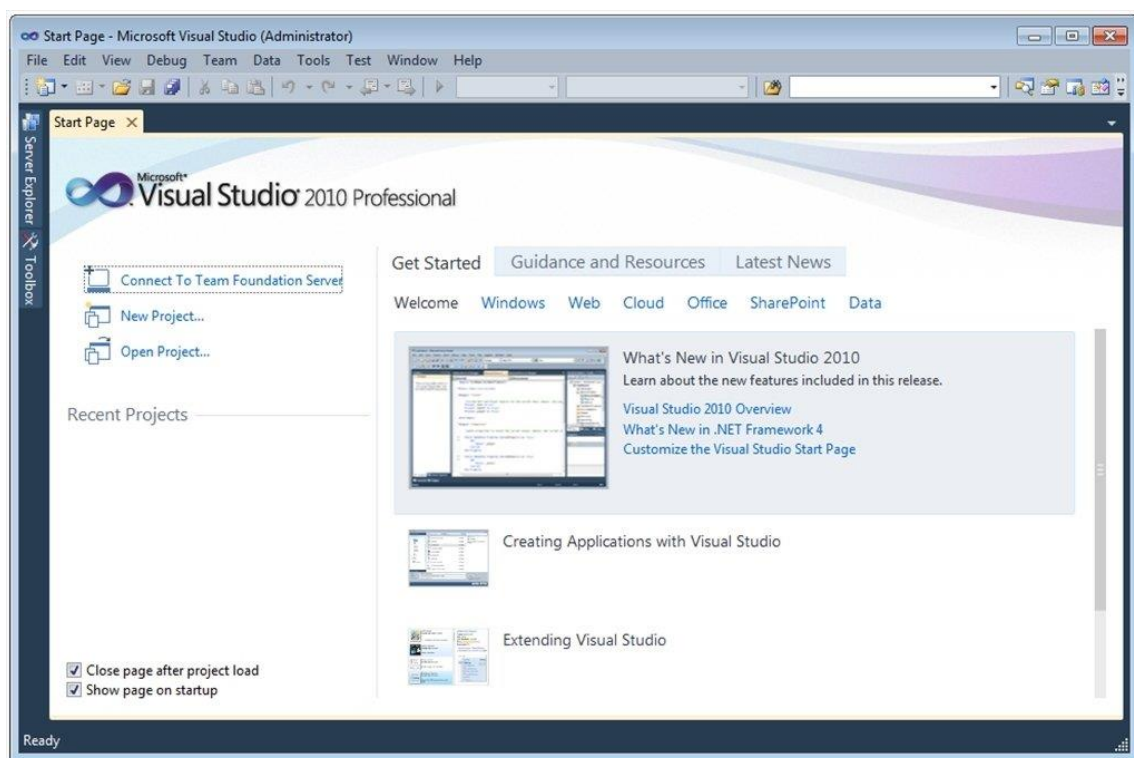 Start Page - Microsoft Visual Studio (Administrator)
File Edit View Debug Team Data Tools Test Window Help
Start Page
Server Explorer
Toolbox
Microsoft
Visual Studio 2010 Professional
Connect To Team Foundation Server
New Project...
Open Project...
Recent Projects
Close page after project load
Show page on startup
Get Started Guidance and Resources Latest News
Welcome Windows Web Cloud Office SharePoint Data
What's New in Visual Studio 2010
Learn about the new features included in this release.
Visual Studio 2010 Overview
What's New in .NET Framework 4
Customize the Visual Studio Start Page
Creating Applications with Visual Studio
Extending Visual Studio
Ready